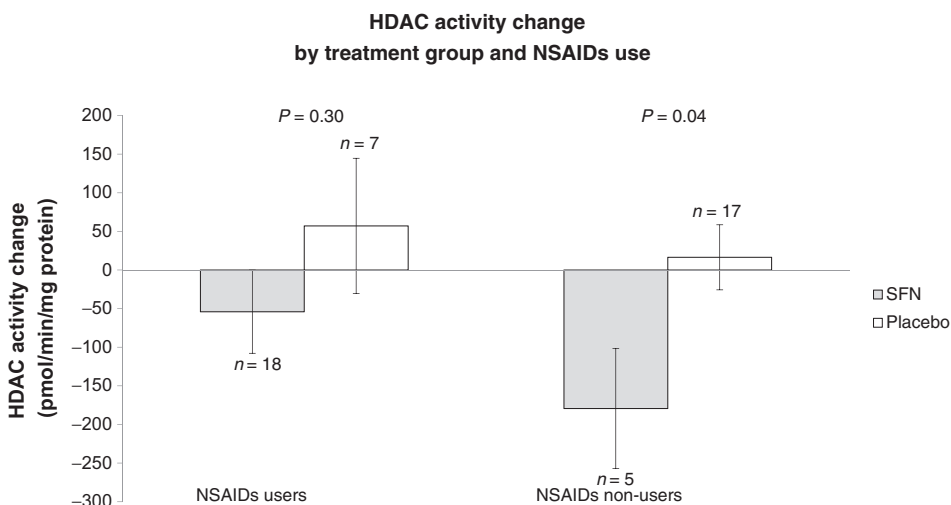 HDAC activity change
by treatment group and NSAIDs use
HDAC activity change
(pmol/min/mg protein)
200
150
100
50
0
−50
−100
−150
−200
−250
−300
P = 0.30
n = 7
n = 18
NSAIDs users
P = 0.04
n = 17
n = 5
NSAIDs non-users
SFN
Placebo